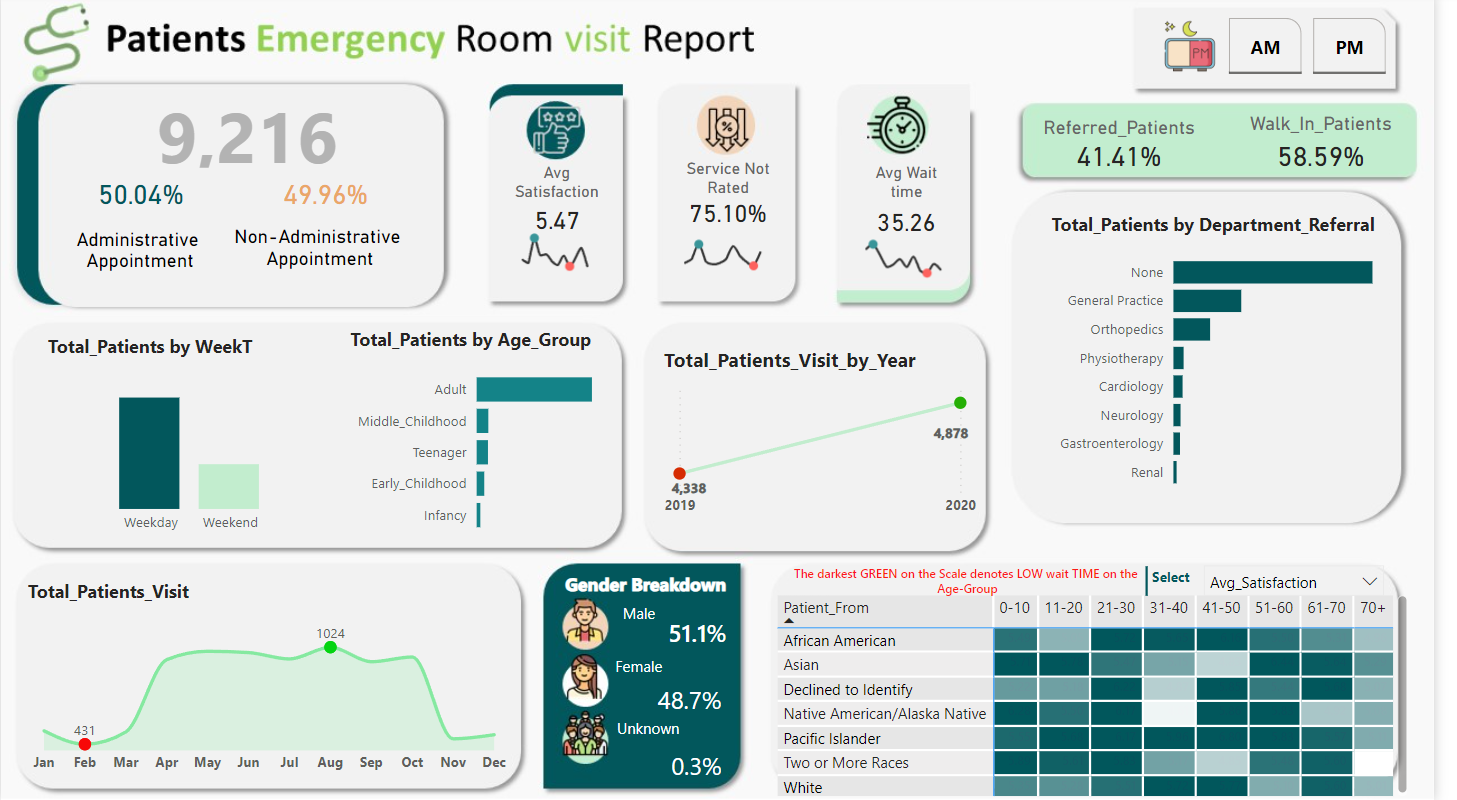 Patients Emergency Room visit Report
PM
AM
PM
9,216
50.04%
49.96%
Administrative
Appointment
Non-Administrative
Appointment
Avg
Satisfaction
5.47
Service Not
Rated
75.10%
Avg Wait
time
35.26
Referred_Patients
41.41%
Walk_In_Patients
58.59%
Total_Patients by Department_Referral
None
General Practice
Orthopedics
Physiotherapy
Cardiology
Neurology
Gastroenterology
Renal
Total_Patients by WeekT
Weekday
Weekend
Total_Patients by Age_Group
Adult
Middle_Childhood
Teenager
Early_Childhood
Infancy
Total_Patients_Visit_by_Year
4,338
4,878
2019
2020
Total_Patients_Visit
1024
431
Jan Feb Mar Apr May Jun Jul Aug Sep Oct Nov Dec
Gender Breakdown
Male
51.1%
Female
48.7%
Unknown
0.3%
The darkest GREEN on the Scale denotes LOW wait TIME on the
Age-Group
Select
Avg_Satisfaction
Patient_From 0-10 11-20 21-30 31-40 41-50 51-60 61-70 70+
African American
Asian
Declined to Identify
Native American/Alaska Native
Pacific Islander
Two or More Races
White